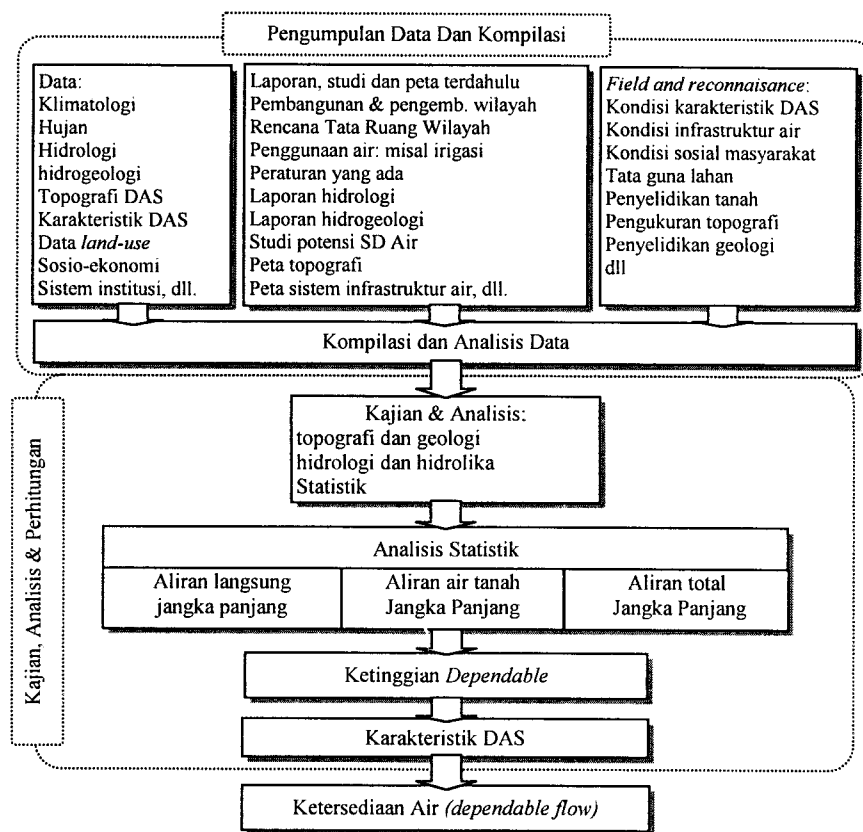 Pengumpulan Data Dan Kompilasi
Data:
Klimatologi
Hujan
Hidrologi
hidrogeologi
Topografi DAS
Karakteristik DAS
Data land-use
Sosio-ekonomi
Sistem institusi, dll.
Laporan, studi dan peta terdahulu
Pembangunan & pengemb. wilayah
Rencana Tata Ruang Wilayah
Penggunaan air: misal irigasi
Peraturan yang ada
Laporan hidrologi
Laporan hidrogeologi
Studi potensi SD Air
Peta topografi
Peta sistem infrastruktur air, dll.
Field and reconnaisance:
Kondisi karakteristik DAS
Kondisi infrastruktur air
Kondisi sosial masyarakat
Tata guna lahan
Penyelidikan tanah
Pengukuran topografi
Penyelidikan geologi
dll
Kompilasi dan Analisis Data
Kajian, Analisis & Perhitungan
Kajian & Analisis:
topografi dan geologi
hidrologi dan hidrolika
Statistik
Analisis Statistik
Aliran langsung
jangka panjang
Aliran air tanah
Jangka Panjang
Aliran total
Jangka Panjang
Ketinggian Dependable
Karakteristik DAS
Ketersediaan Air (dependable flow)